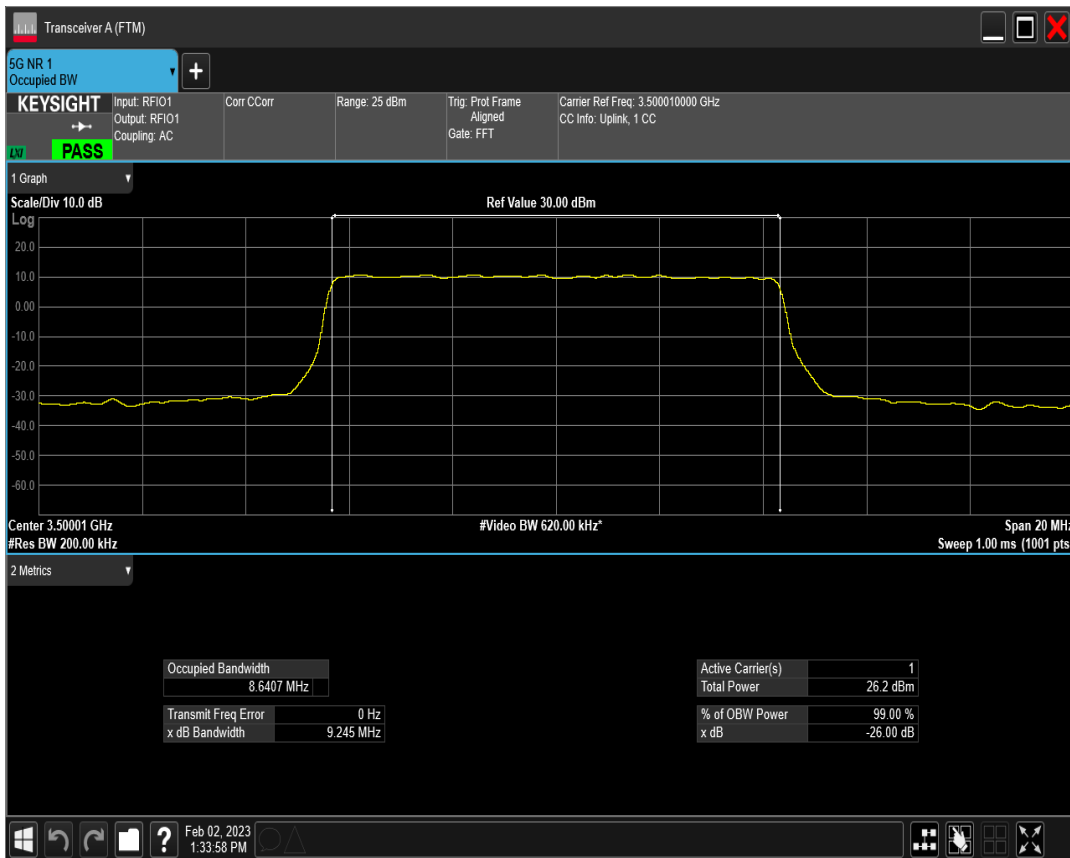 Transceiver A (FTM)
5G NR 1
Occupied BW
+
KEYSIGHT
LXI
PASS
Input: RFIO1
Output: RFIO1
Coupling: AC
Corr CCorr
Range: 25 dBm
Trig: Prot Frame
Aligned
Gate: FFT
Carrier Ref Freq: 3.500010000 GHz
CC Info: Uplink, 1 CC
1 Graph
Scale/Div 10.0 dB
Ref Value 30.00 dBm
Log
20.0
10.0
0.00
-10.0
-20.0
-30.0
-40.0
-50.0
-60.0
Center 3.50001 GHz
#Video BW 620.00 kHz*
Span 20 MHz
#Res BW 200.00 kHz
Sweep 1.00 ms (1001 pts
2 Metrics
Occupied Bandwidth
8.6407 MHz
Transmit Freq Error 0 Hz
x dB Bandwidth 9.245 MHz
Active Carrier(s) 1
Total Power 26.2 dBm
% of OBW Power 99.00 %
x dB -26.00 dB
?
Feb 02, 2023
1:33:58 PM